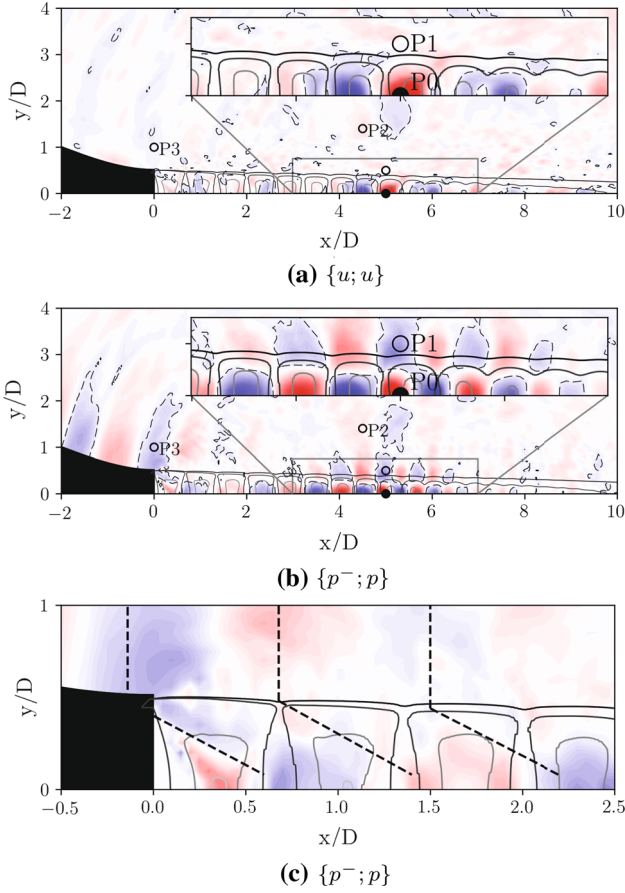 4
3
2
1
0
y/D
P1
P0
P2
P3
−2 0 2 4 6 8 10
x/D
(a) {u; u}
4
3
2
1
0
y/D
P1
P0
P2
P3
−2 0 2 4 6 8 10
x/D
(b) {p⁻; p}
1
0
y/D
−0.5 0.0 0.5 1.0 1.5 2.0 2.5
x/D
(c) {p⁻; p}